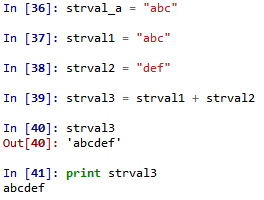 In [36]: strval_a = "abc"
In [37]: strval1 = "abc"
In [38]: strval2 = "def"
In [39]: strval3 = strval1 + strval2
In [40]: strval3
Out[40]: 'abcdef'
In [41]: print strval3
abcdef